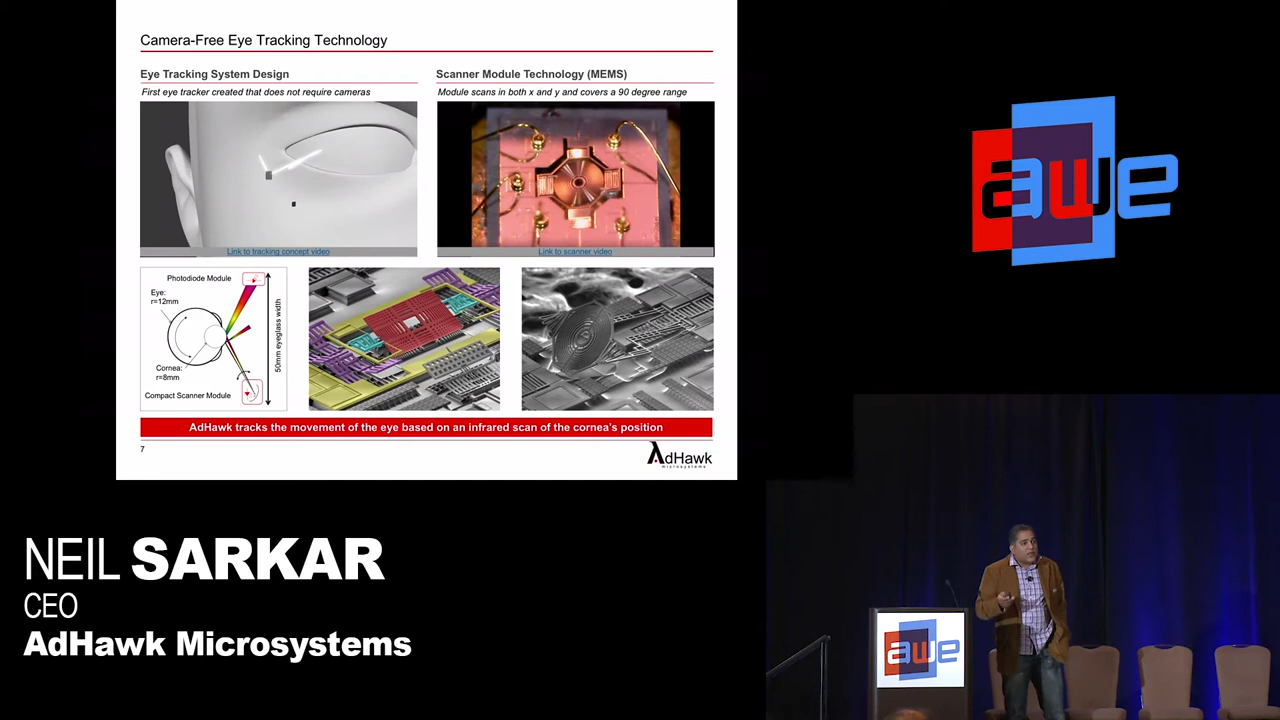 Camera-Free Eye Tracking Technology
Eye Tracking System Design
First eye tracker created that does not require cameras
Link to tracking concept video
Scanner Module Technology (MEMS)
Module scans in both x and y and covers a 90 degree range
Link to scanner video
Photodiode Module
Eye:
r=12mm
Cornea:
r=8mm
Compact Scanner Module
50mm eyeglass width
AdHawk tracks the movement of the eye based on an infrared scan of the cornea's position
7
AdHawk
microsystems
awe
NEIL SARKAR
CEO
AdHawk Microsystems
awe